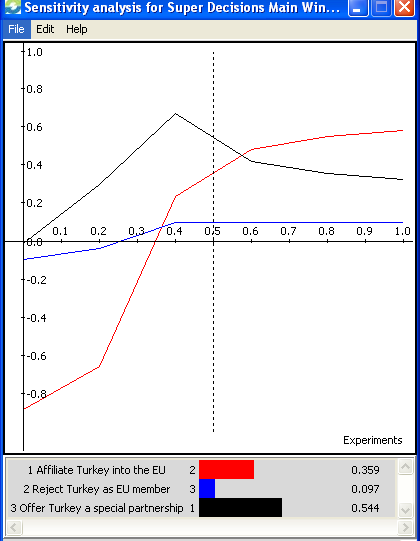 Sensitivity analysis for Super Decisions Main Win...
File Edit Help
1.0
0.8
0.6
0.4
0.2
0.0 0.1 0.2 0.3 0.4 0.5 0.6 0.7 0.8 0.9 1.0
-0.2
-0.4
-0.6
-0.8
Experiments
1 Affiliate Turkey into the EU 2 0.359
2 Reject Turkey as EU member 3 0.097
3 Offer Turkey a special partnership 1 0.544